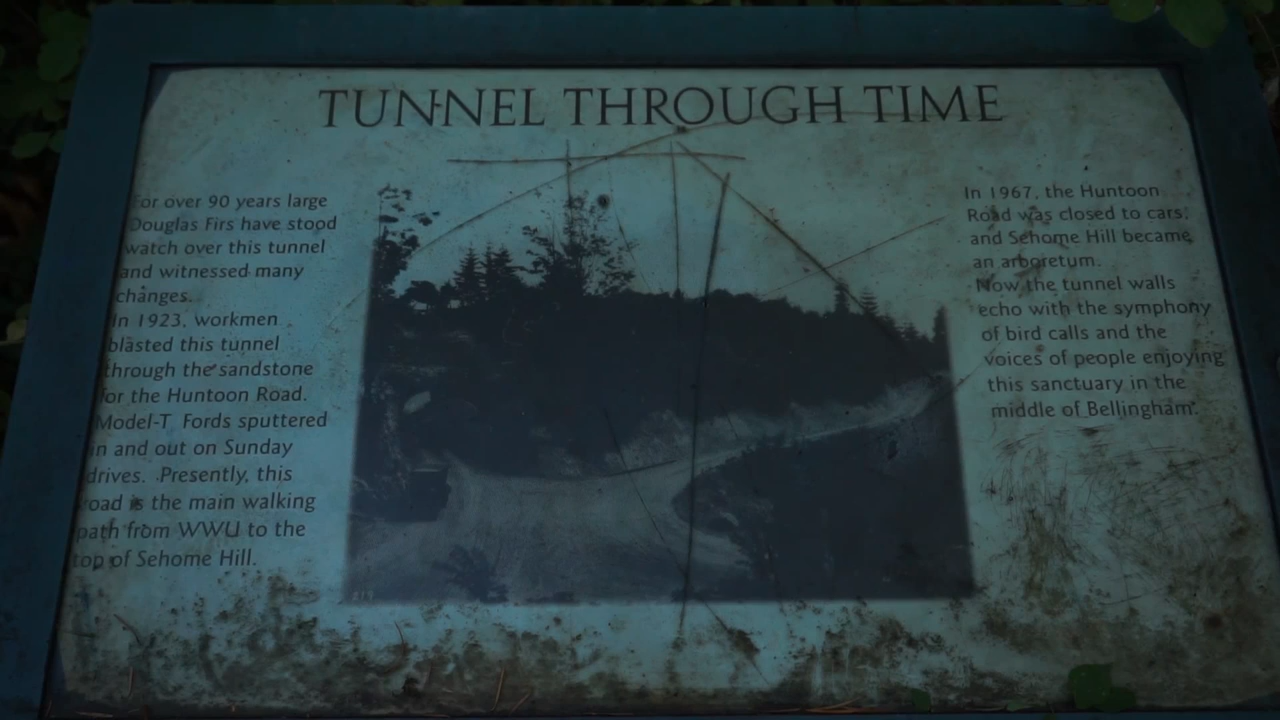 TUNNEL THROUGH TIME
For over 90 years large
Douglas Firs have stood
watch over this tunnel
and witnessed many
changes.
In 1923, workmen
blasted this tunnel
through the sandstone
for the Huntoon Road.
Model-T Fords sputtered
in and out on Sunday
drives. Presently, this
road is the main walking
path from WWU to the
top of Sehome Hill.
In 1967, the Huntoon
Road was closed to cars,
and Sehome Hill became
an arboretum.
Now the tunnel walls
echo with the symphony
of bird calls and the
voices of people enjoying
this sanctuary in the
middle of Bellingham.